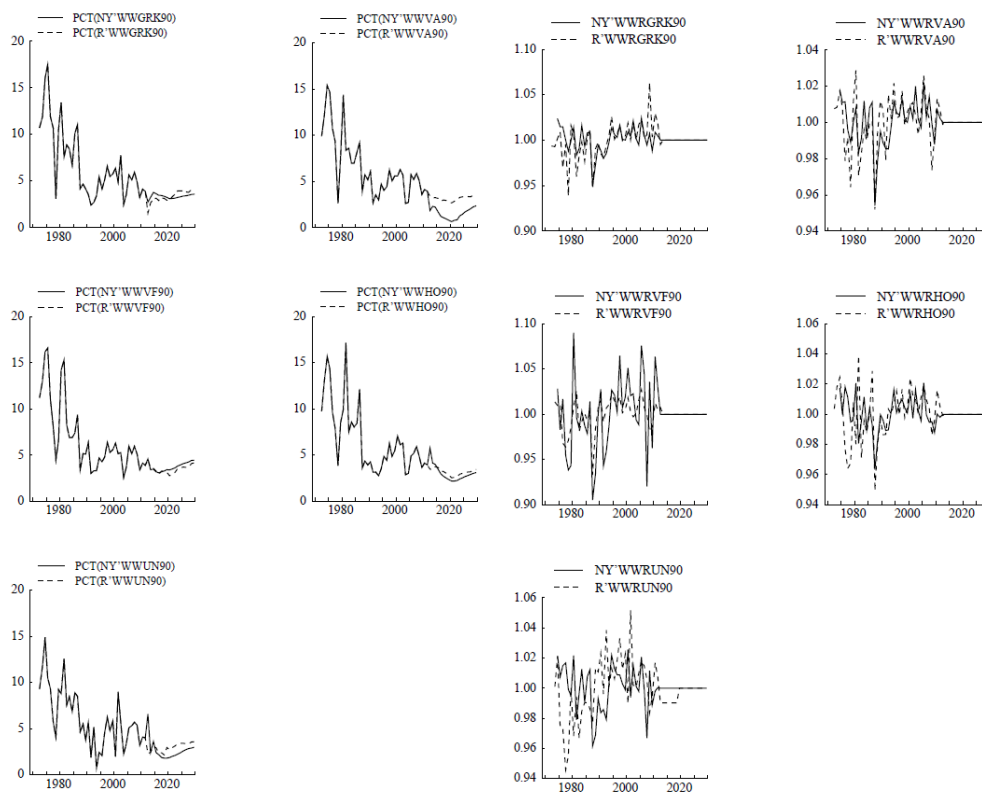 PCT(NY'WWGRK90)
PCT(R'WWGRK90)
20
15
10
5
0
1980 2000 2020
PCT(NY'WWVA90)
PCT(R'WWVA90)
20
15
10
5
0
1980 2000 2020
NY'WWRGRK90
R'WWRGRK90
1.10
1.05
1.00
0.95
0.90
1980 2000 2020
NY'WWRVA90
R'WWRVA90
1.04
1.02
1.00
0.98
0.96
0.94
1980 2000 2020
PCT(NY'WWVF90)
PCT(R'WWVF90)
20
15
10
5
0
1980 2000 2020
PCT(NY'WWHO90)
PCT(R'WWHO90)
20
15
10
5
0
1980 2000 2020
NY'WWRVF90
R'WWRVF90
1.10
1.05
1.00
0.95
0.90
1980 2000 2020
NY'WWRHO90
R'WWRHO90
1.06
1.04
1.02
1.00
0.98
0.96
0.94
1980 2000 2020
PCT(NY'WWUN90)
PCT(R'WWUN90)
20
15
10
5
0
1980 2000 2020
NY'WWRUN90
R'WWRUN90
1.06
1.04
1.02
1.00
0.98
0.96
0.94
1980 2000 2020